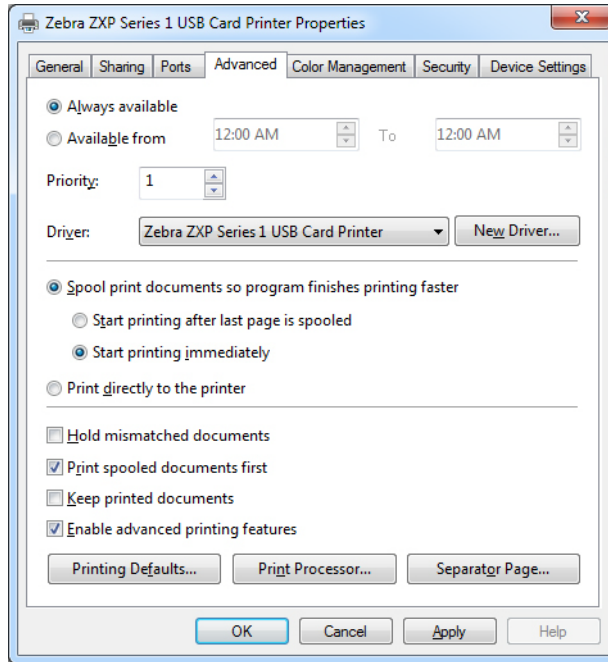 Zebra ZXP Series 1 USB Card Printer Properties
General Sharing Ports Advanced Color Management Security Device Settings
Always available
Available from 12:00 AM To 12:00 AM
Priority: 1
Driver: Zebra ZXP Series 1 USB Card Printer New Driver...
Spool print documents so program finishes printing faster
Start printing after last page is spooled
Start printing immediately
Print directly to the printer
Hold mismatched documents
Print spooled documents first
Keep printed documents
Enable advanced printing features
Printing Defaults... Print Processor... Separator Page...
OK Cancel Apply Help